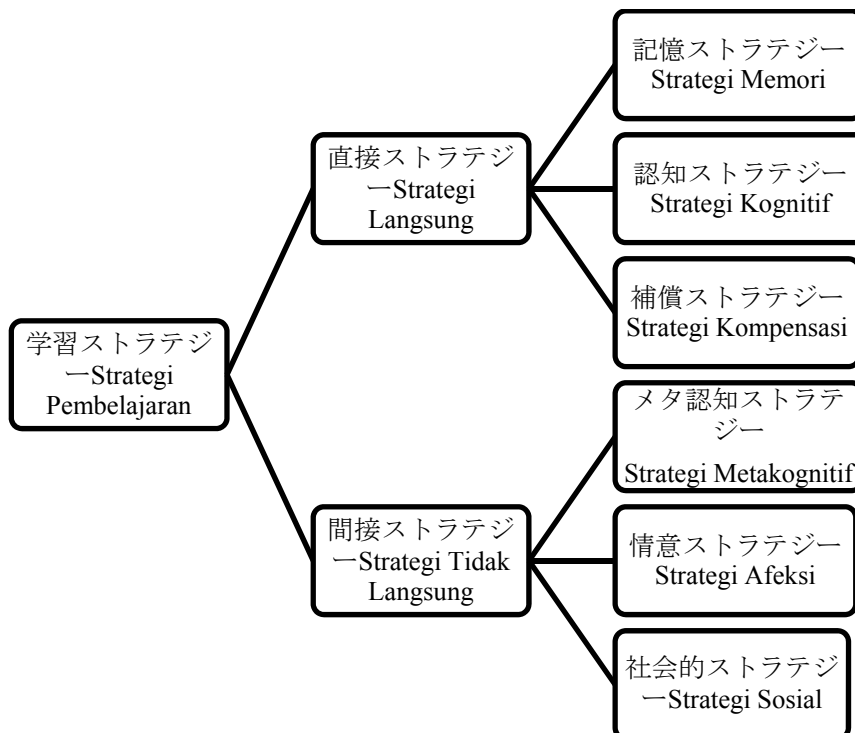 記憶ストラテジー
Strategi Memori
直接ストラテジ
ーStrategi
Langsung
認知ストラテジー
Strategi Kognitif
補償ストラテジー
Strategi Kompensasi
学習ストラテジ
ーStrategi
Pembelajaran
メタ認知ストラテ
ジー
Strategi Metakognitif
間接ストラテジ
ーStrategi Tidak
Langsung
情意ストラテジー
Strategi Afeksi
社会的ストラテジ
ーStrategi Sosial